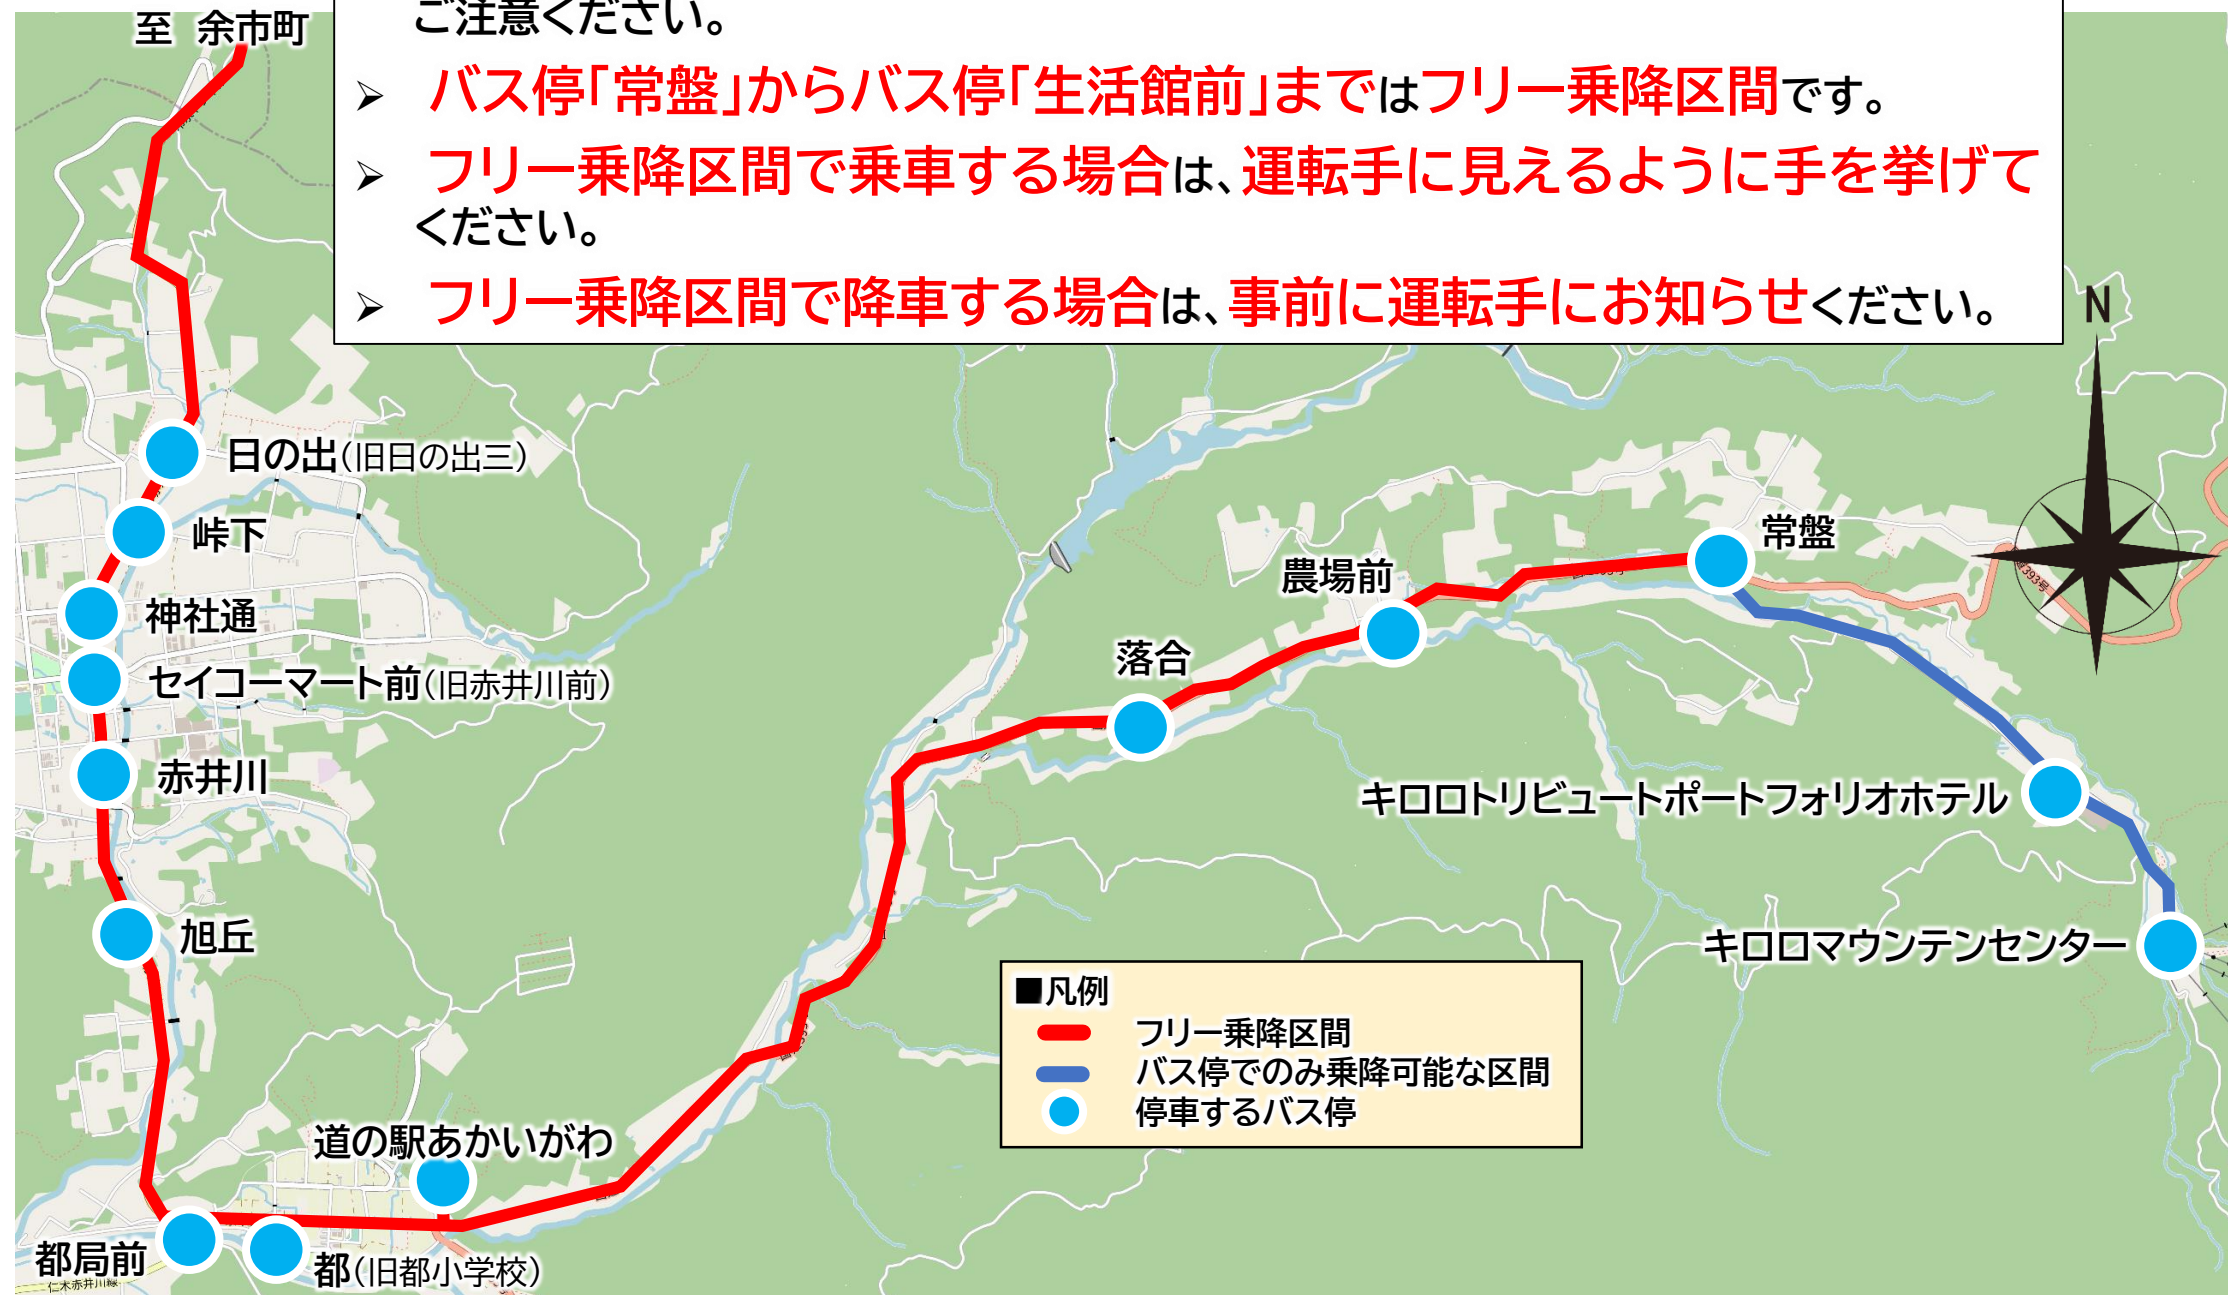 ご注意ください。
➢ バス停「常盤」からバス停「生活館前」まではフリー乗降区間です。
➢ フリー乗降区間で乗車する場合は、運転手に見えるように手を挙げて
ください。
➢ フリー乗降区間で降車する場合は、事前に運転手にお知らせください。
至 余市町
N
日の出(旧日の出三)
峠下
神社通
セイコーマート前(旧赤井川前)
赤井川
旭丘
都局前
都(旧都小学校)
道の駅あかいがわ
落合
農場前
常盤
キロロトリビュートポートフォリオホテル
キロロマウンテンセンター
仁木赤井川線
■凡例
フリー乗降区間
バス停でのみ乗降可能な区間
停車するバス停